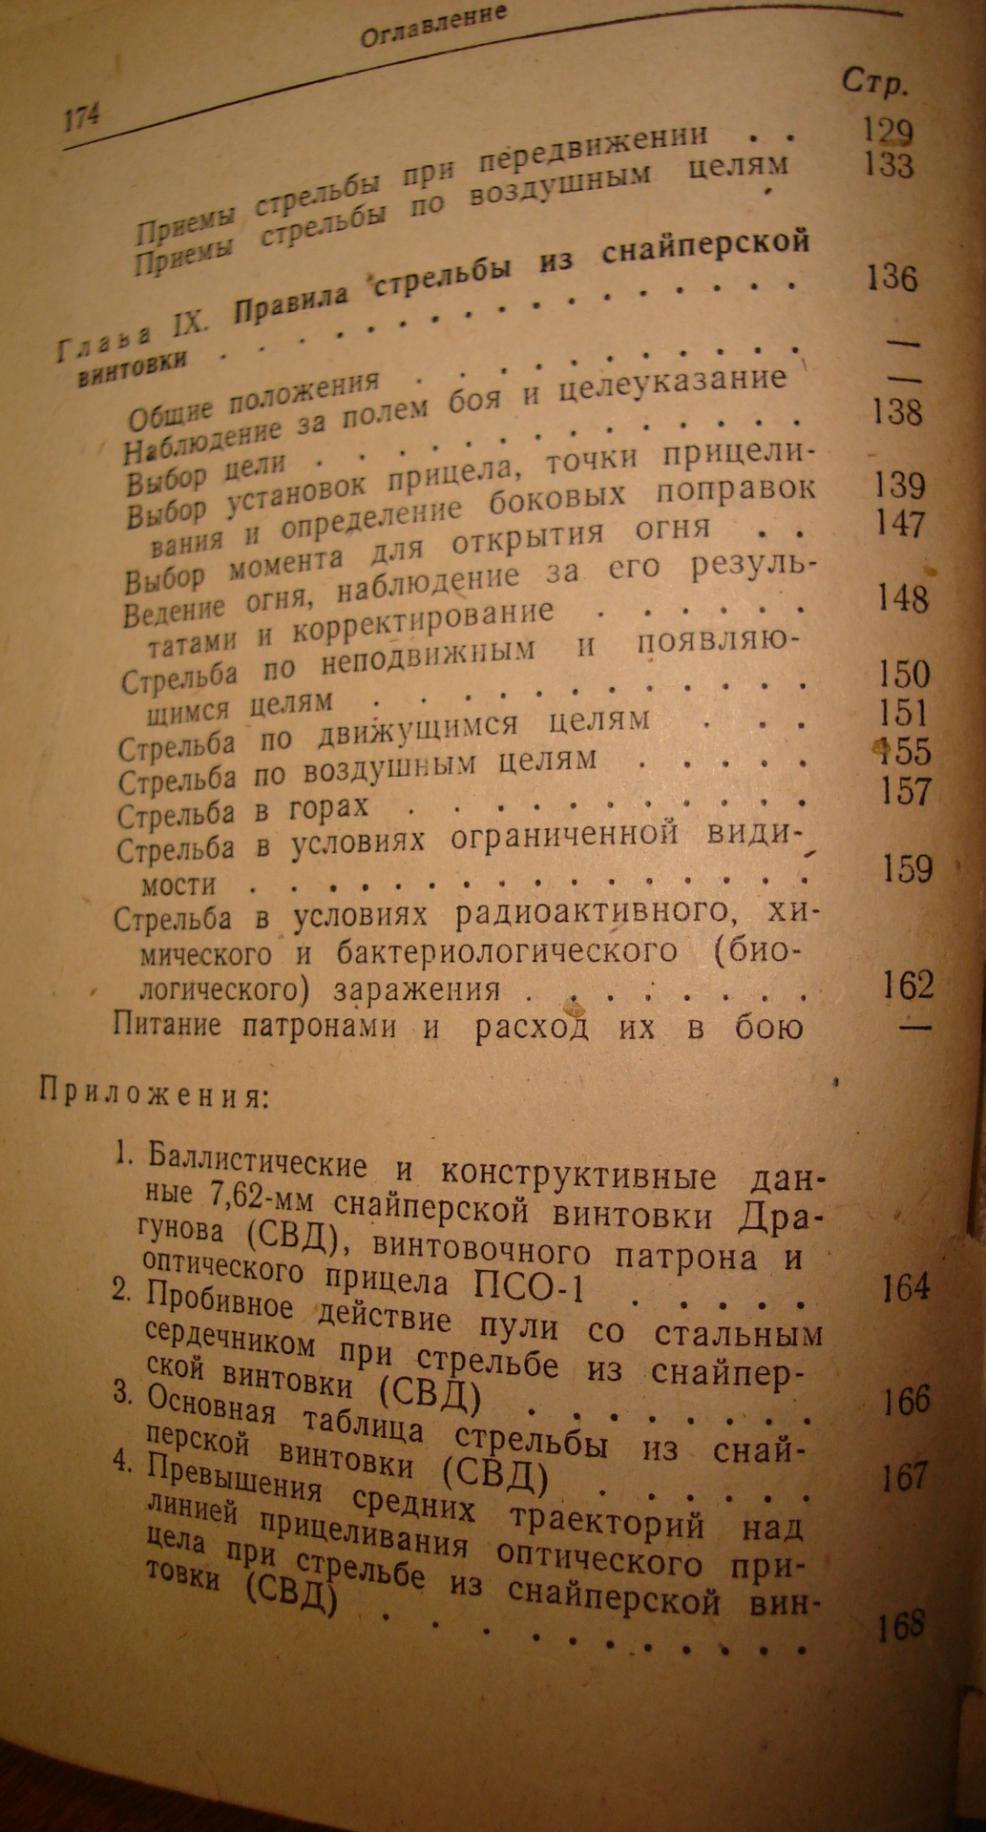 174
Оглавление
Стр.
Приемы стрельбы при передвижении . . 129
Приемы стрельбы по воздушным целям 133
Глава IX. Правила стрельбы из снайперской
винтовки . . . . . . . . . . . . . . . 136
Общие положения . . . . . . . . . . —
Наблюдение за полем боя и целеуказание —
Выбор цели . . . . . . . . . . . . . 138
Выбор установок прицела, точки прицели-
вания и определение боковых поправок 139
Выбор момента для открытия огня . . 147
Ведение огня, наблюдение за его резуль-
татами и корректирование . . . . . . 148
Стрельба по неподвижным и появляю-
щимся целям . . . . . . . . . . . . 150
Стрельба по движущимся целям . . . 151
Стрельба по воздушным целям . . . . . 155
Стрельба в горах . . . . . . . . . . . 157
Стрельба в условиях ограниченной види-
мости . . . . . . . . . . . . . . . . 159
Стрельба в условиях радиоактивного, хи-
мического и бактериологического (био-
логического) заражения . . . . . . . . 162
Питание патронами и расход их в бою —
Приложения:
1. Баллистические и конструктивные дан-
ные 7,62-мм снайперской винтовки Дра-
гунова (СВД), винтовочного патрона и
оптического прицела ПСО-1 . . . . . 164
2. Пробивное действие пули со стальным
сердечником при стрельбе из снайпер-
ской винтовки (СВД) . . . . . . . . 166
3. Основная таблица стрельбы из снай-
перской винтовки (СВД) . . . . . . 167
4. Превышения средних траекторий над
линией прицеливания оптического при-
цела при стрельбе из снайперской вин-
товки (СВД) . . . . . . . . . . . 168